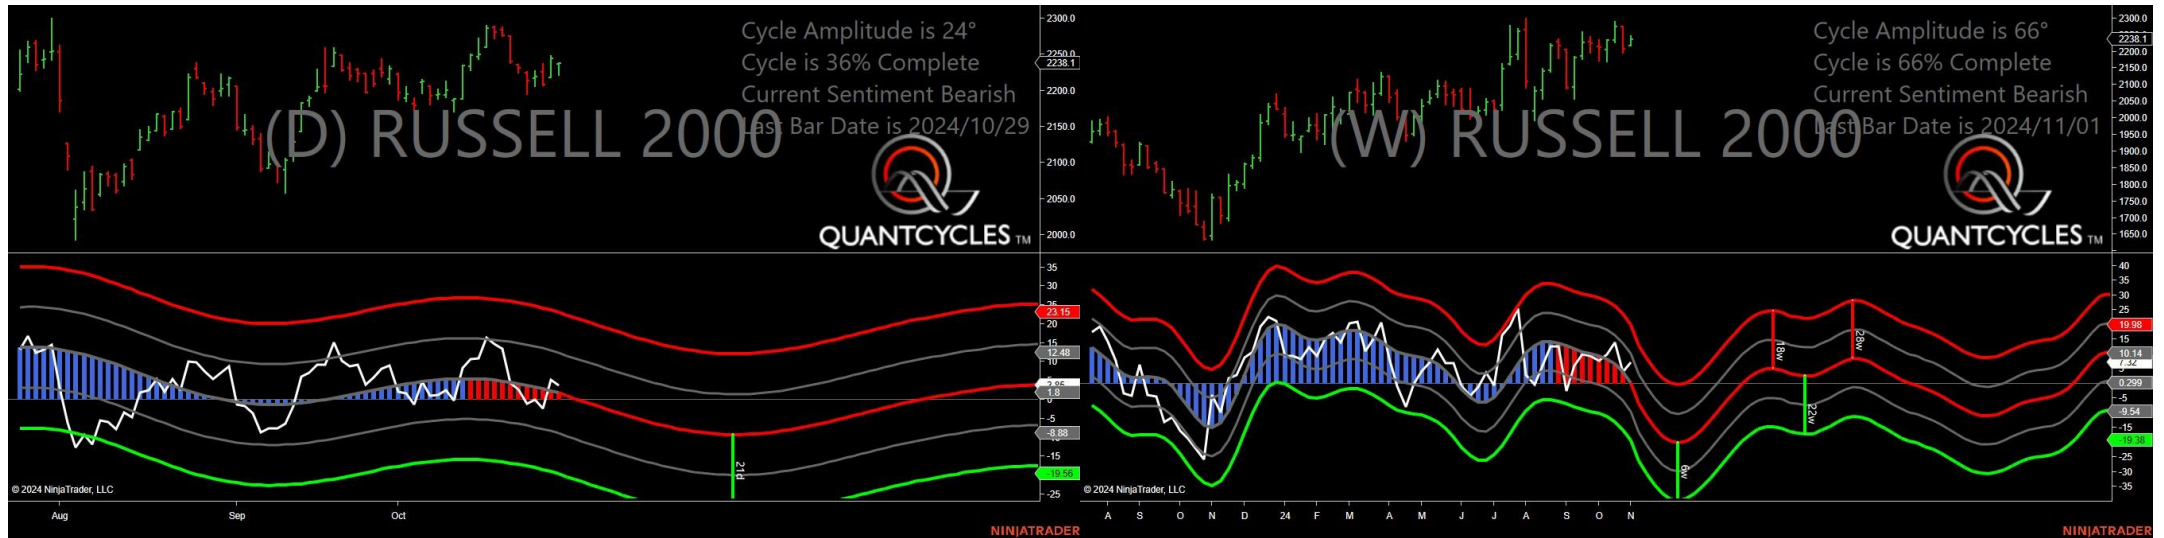 Cycle Amplitude is 24°
Cycle is 36% Complete
Current Sentiment Bearish
Last Bar Date is 2024/10/29
(D) RUSSELL 2000
QUANTCYCLES TM
2300.0
2250.0
2238.1
2200.0
2150.0
2100.0
2050.0
2000.0
35
30
25
23.15
20
15
12.48
1.8
0
-5
-8.88
-15
-19.56
-25
21d
© 2024 NinjaTrader, LLC
Aug Sep Oct
NINJATRADER
Cycle Amplitude is 66°
Cycle is 66% Complete
Current Sentiment Bearish
Last Bar Date is 2024/11/01
(W) RUSSELL 2000
QUANTCYCLES TM
2300.0
2238.1
2200.0
2150.0
2100.0
2050.0
2000.0
1950.0
1900.0
1850.0
1800.0
1750.0
1700.0
1650.0
40
35
30
25
19.98
15
10.14
7.32
0.299
-5
-9.54
-15
-19.38
-25
-30
-35
18w
28w
22w
6w
© 2024 NinjaTrader, LLC
A S O N D 24 F M A M J J A S O N
NINJATRADER